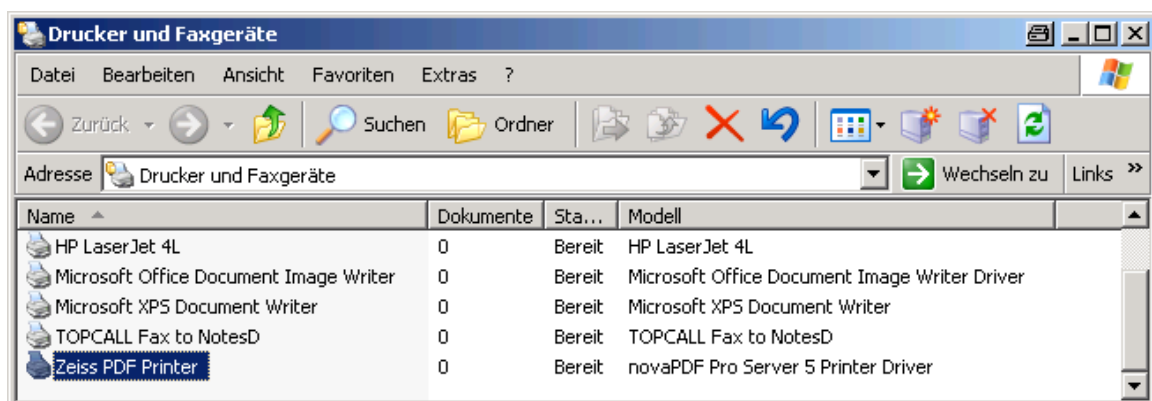 Drucker und Faxgeräte
Datei Bearbeiten Ansicht Favoriten Extras ?
Zurück Suchen Ordner
Adresse Drucker und Faxgeräte Wechseln zu Links »
Name Dokumente Sta... Modell
HP LaserJet 4L 0 Bereit HP LaserJet 4L
Microsoft Office Document Image Writer 0 Bereit Microsoft Office Document Image Writer Driver
Microsoft XPS Document Writer 0 Bereit Microsoft XPS Document Writer
TOPCALL Fax to NotesD 0 Bereit TOPCALL Fax to NotesD
Zeiss PDF Printer 0 Bereit novaPDF Pro Server 5 Printer Driver